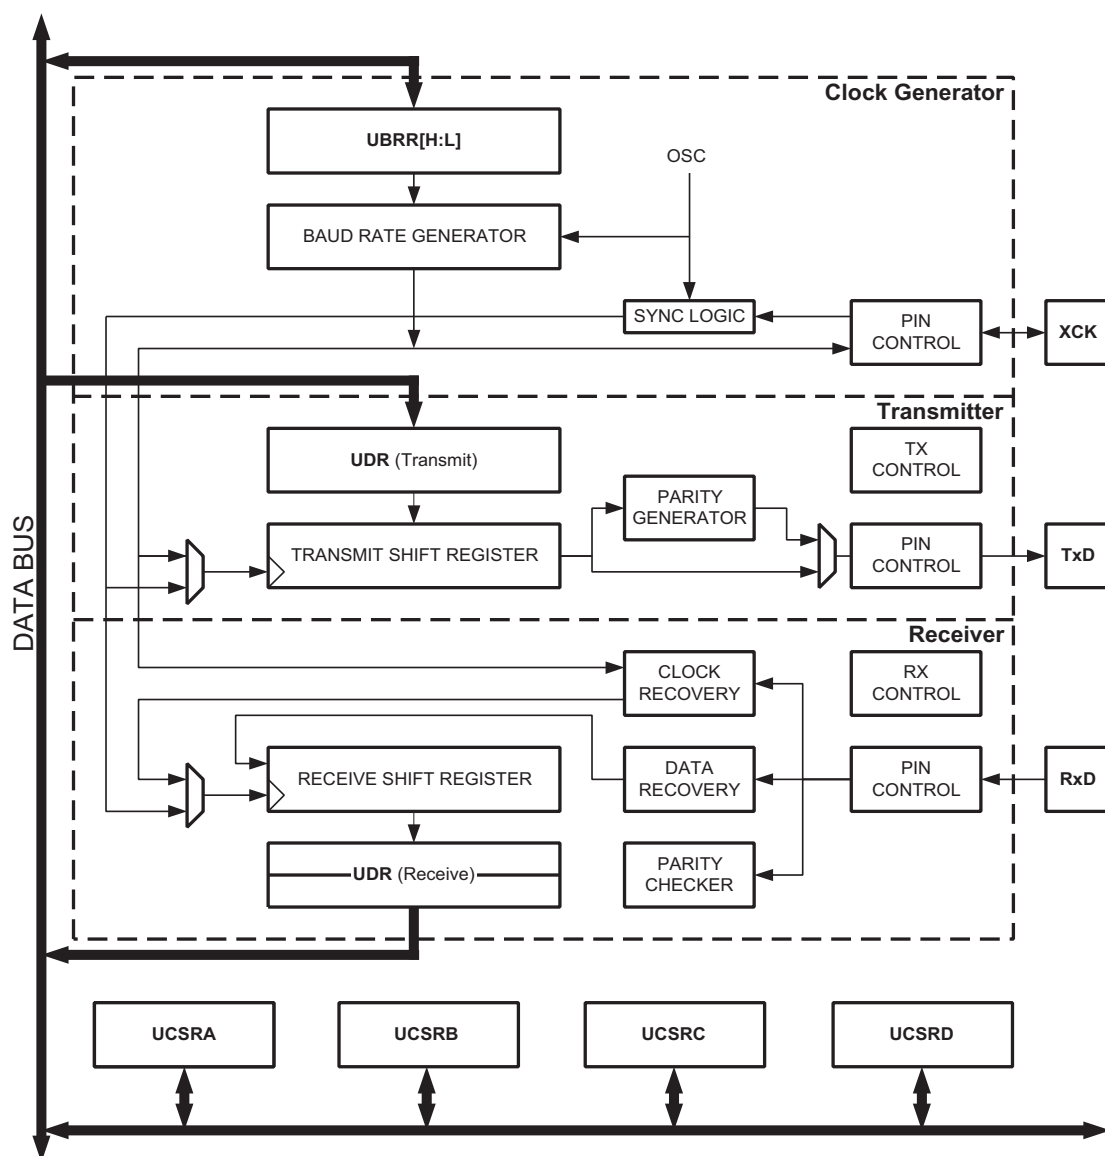 Clock Generator
UBRR[H:L]
OSC
BAUD RATE GENERATOR
SYNC LOGIC
PIN
CONTROL
XCK
DATA BUS
Transmitter
UDR (Transmit)
TX
CONTROL
PARITY
GENERATOR
TRANSMIT SHIFT REGISTER
PIN
CONTROL
TxD
Receiver
CLOCK
RECOVERY
RX
CONTROL
RECEIVE SHIFT REGISTER
DATA
RECOVERY
PIN
CONTROL
RxD
UDR (Receive)
PARITY
CHECKER
UCSRA
UCSRB
UCSRC
UCSRD